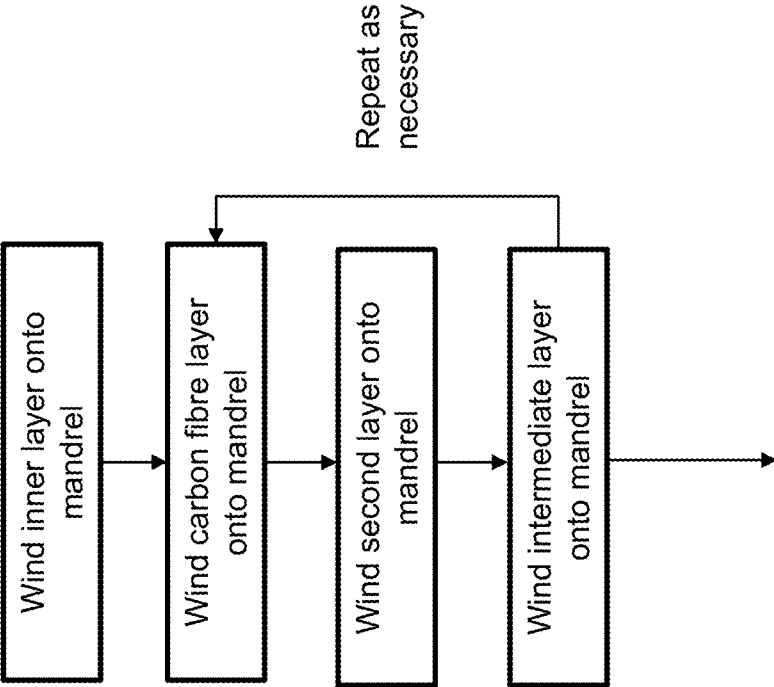 Wind inner layer onto
mandrel
Wind carbon fibre layer
onto mandrel
Wind second layer onto
mandrel
Wind intermediate layer
onto mandrel
Repeat as
necessary